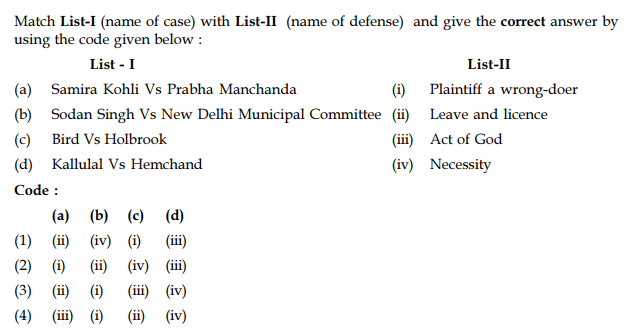 Match List-I (name of case) with List-II (name of defense) and give the correct answer by
using the code given below :
List - I List-II
(a) Samira Kohli Vs Prabha Manchanda (i) Plaintiff a wrong-doer
(b) Sodan Singh Vs New Delhi Municipal Committee (ii) Leave and licence
(c) Bird Vs Holbrook (iii) Act of God
(d) Kallulal Vs Hemchand (iv) Necessity
Code :
(a) (b) (c) (d)
(1) (ii) (iv) (i) (iii)
(2) (i) (ii) (iv) (iii)
(3) (ii) (i) (iii) (iv)
(4) (iii) (i) (ii) (iv)